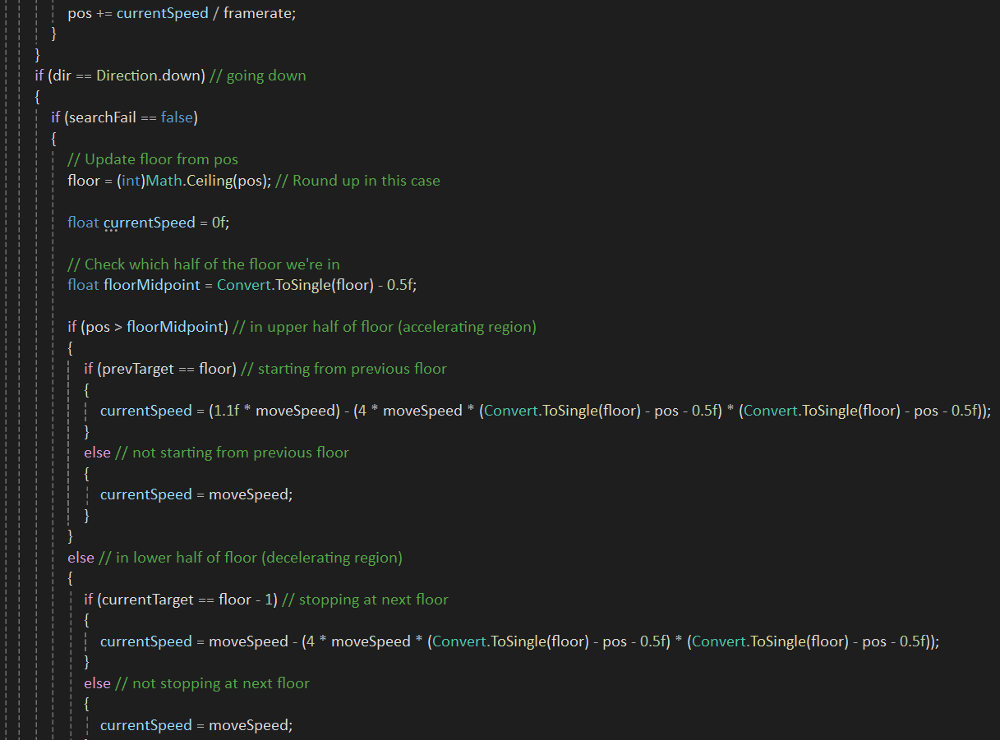 pos += currentSpeed / framerate;
}
}
if (dir == Direction.down) // going down
{
if (searchFail == false)
{
// Update floor from pos
floor = (int)Math.Ceiling(pos); // Round up in this case
float currentSpeed = 0f;
// Check which half of the floor we're in
float floorMidpoint = Convert.ToSingle(floor) - 0.5f;
if (pos > floorMidpoint) // in upper half of floor (accelerating region)
{
if (prevTarget == floor) // starting from previous floor
{
currentSpeed = (1.1f * moveSpeed) - (4 * moveSpeed * (Convert.ToSingle(floor) - pos - 0.5f) * (Convert.ToSingle(floor) - pos - 0.5f));
}
else // not starting from previous floor
{
currentSpeed = moveSpeed;
}
}
else // in lower half of floor (decelerating region)
{
if (currentTarget == floor - 1) // stopping at next floor
{
currentSpeed = moveSpeed - (4 * moveSpeed * (Convert.ToSingle(floor) - pos - 0.5f) * (Convert.ToSingle(floor) - pos - 0.5f));
}
else // not stopping at next floor
{
currentSpeed = moveSpeed;